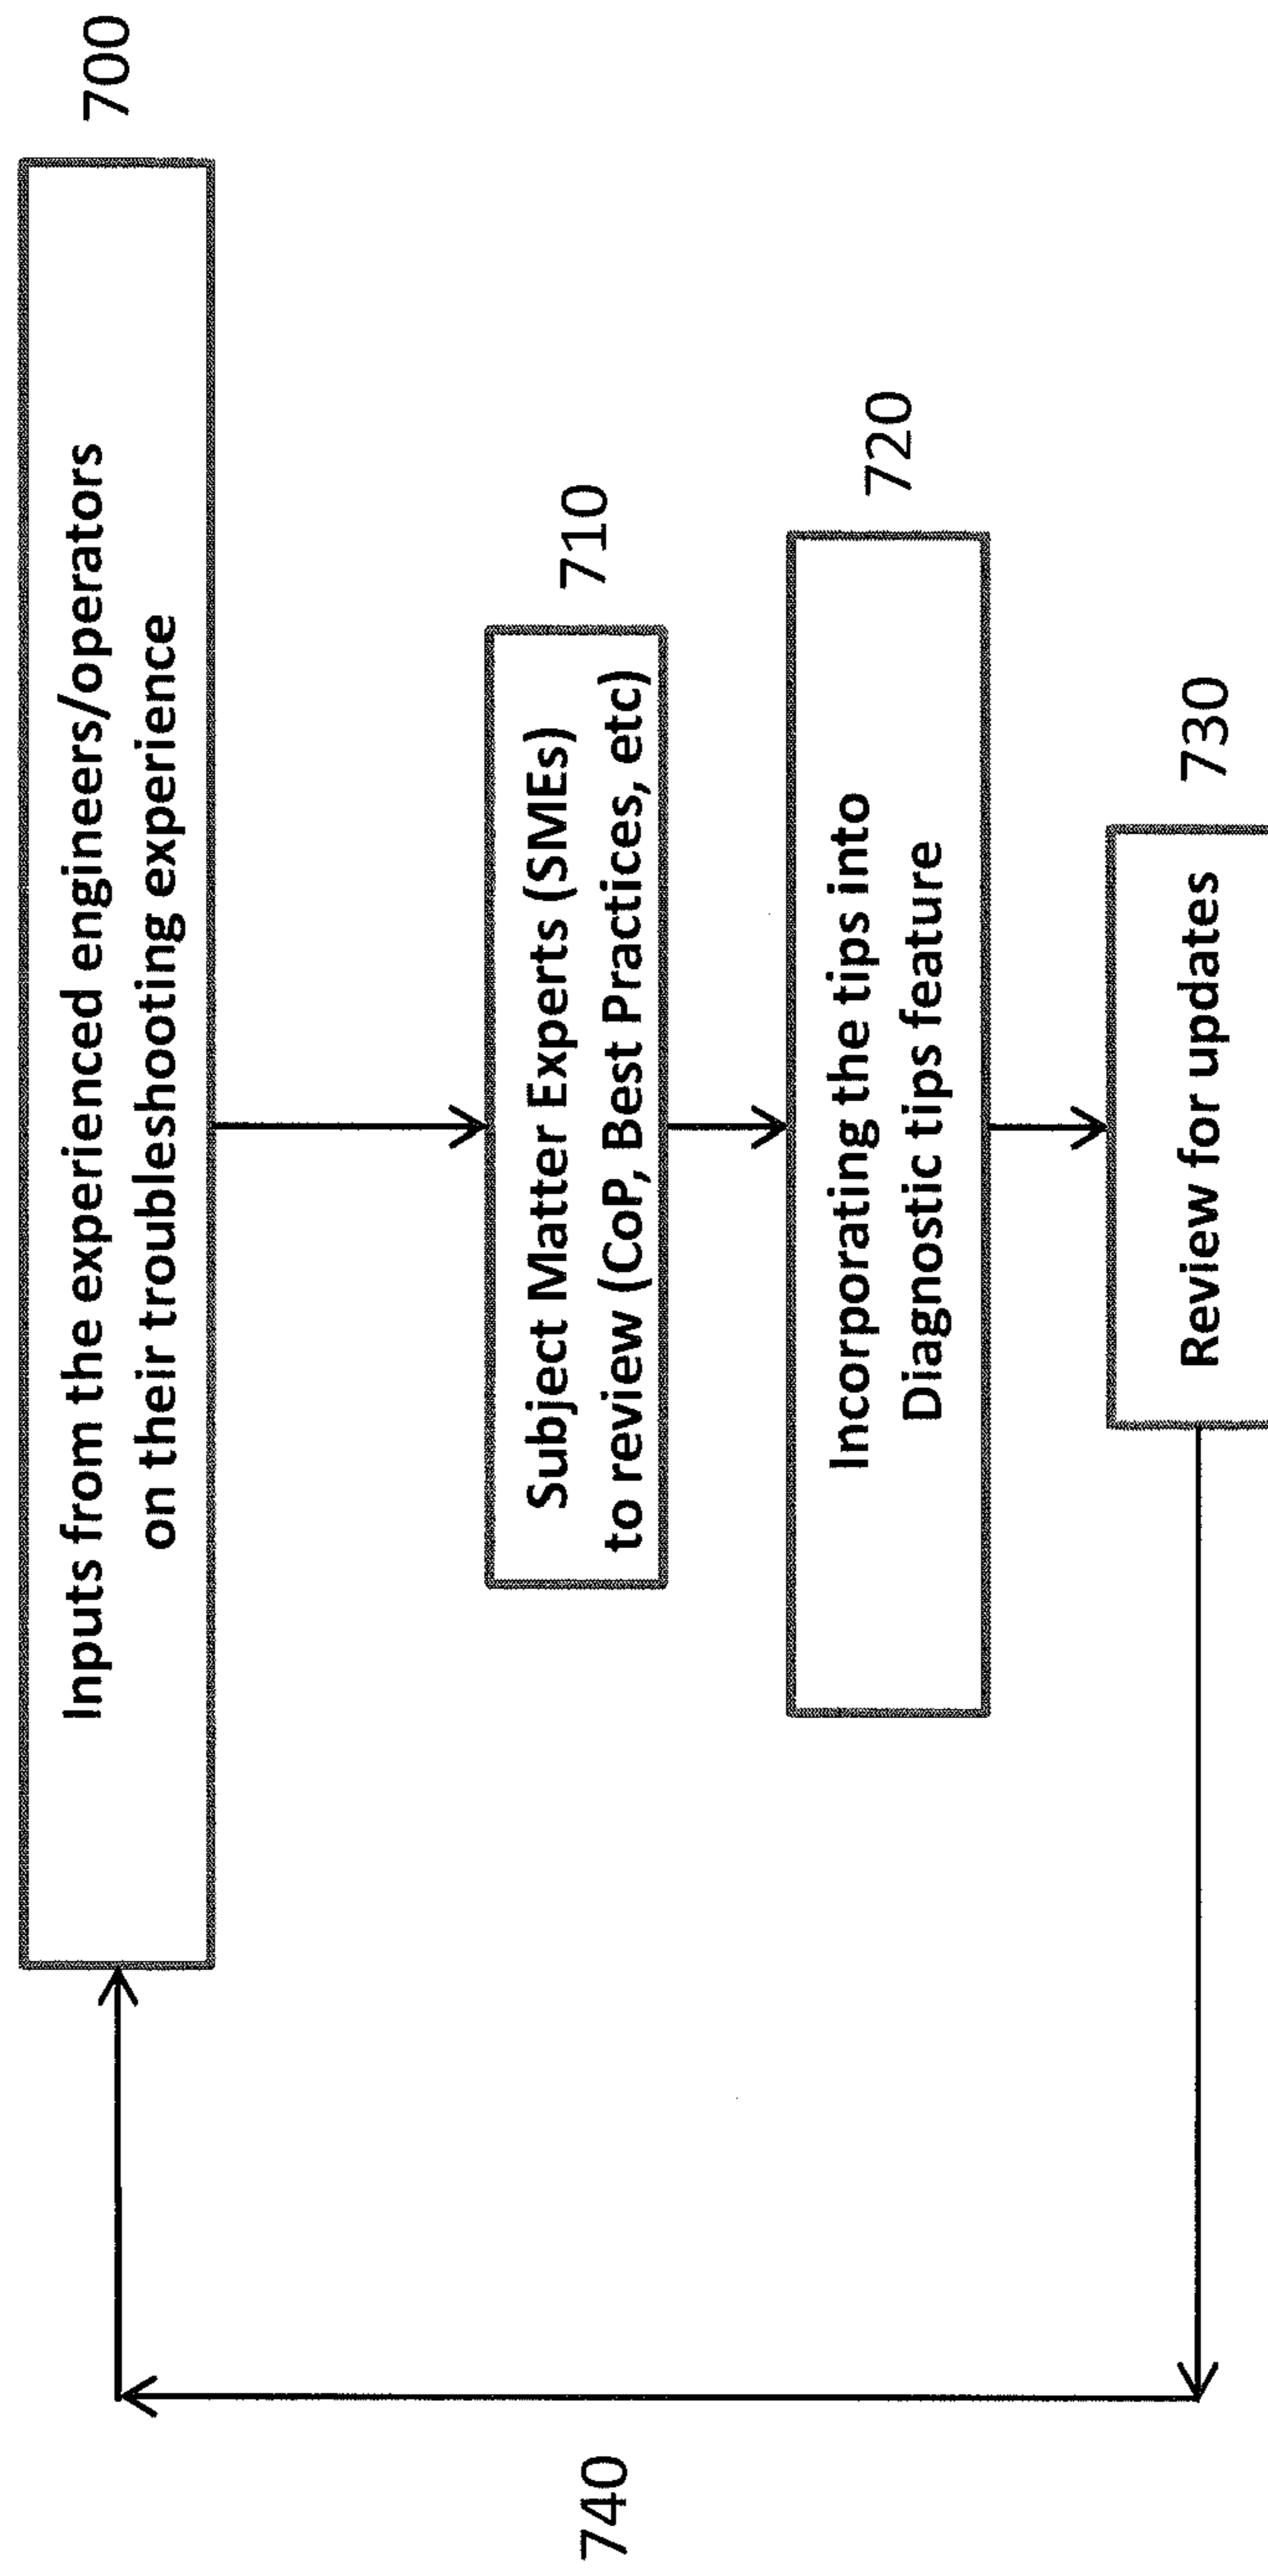 Inputs from the experienced engineers/operators
on their troubleshooting experience
700
Subject Matter Experts (SMEs)
to review (CoP, Best Practices, etc)
710
Incorporating the tips into
Diagnostic tips feature
720
Review for updates
730
740